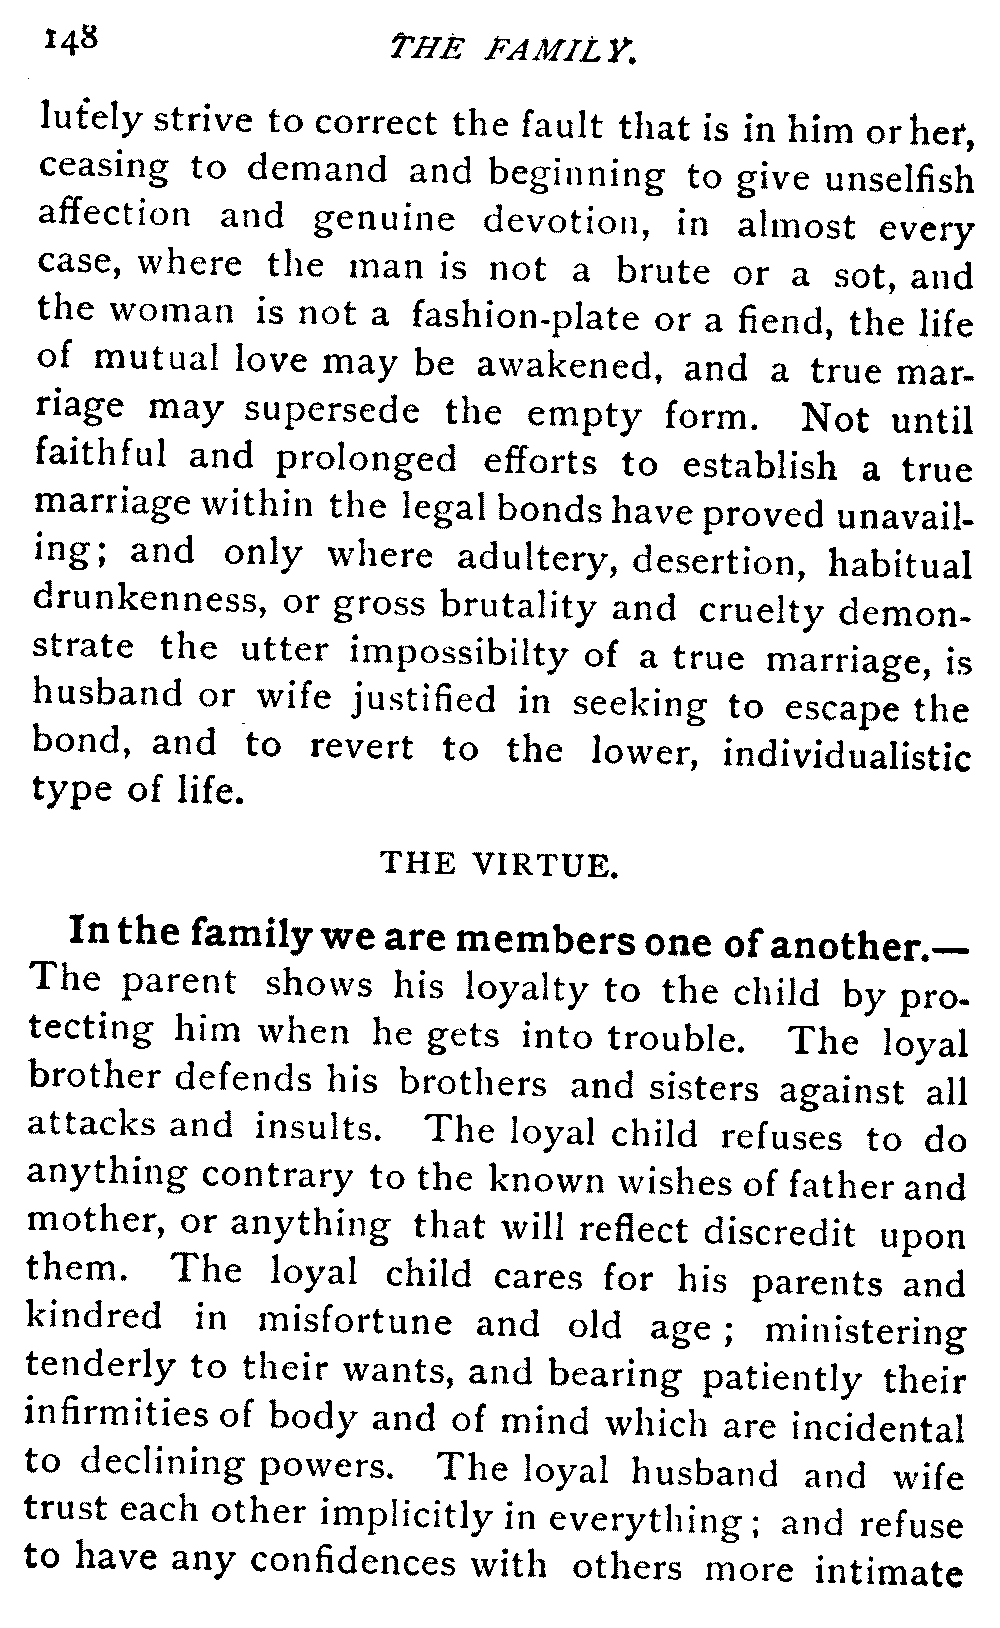 148
THE FAMILY.
lutely strive to correct the fault that is in him or her,
ceasing to demand and beginning to give unselfish
affection and genuine devotion, in almost every
case, where the man is not a brute or a sot, and
the woman is not a fashion-plate or a fiend, the life
of mutual love may be awakened, and a true mar-
riage may supersede the empty form. Not until
faithful and prolonged efforts to establish a true
marriage within the legal bonds have proved unavail-
ing; and only where adultery, desertion, habitual
drunkenness, or gross brutality and cruelty demon-
strate the utter impossibilty of a true marriage, is
husband or wife justified in seeking to escape the
bond, and to revert to the lower, individualistic
type of life.
THE VIRTUE.
In the family we are members one of another.—
The parent shows his loyalty to the child by pro-
tecting him when he gets into trouble. The loyal
brother defends his brothers and sisters against all
attacks and insults. The loyal child refuses to do
anything contrary to the known wishes of father and
mother, or anything that will reflect discredit upon
them. The loyal child cares for his parents and
kindred in misfortune and old age ; ministering
tenderly to their wants, and bearing patiently their
infirmities of body and of mind which are incidental
to declining powers. The loyal husband and wife
trust each other implicitly in everything ; and refuse
to have any confidences with others more intimate